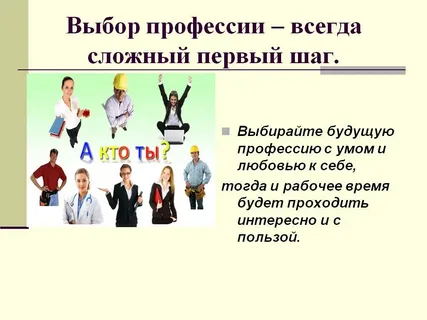 Выбор профессии – всегда
сложный первый шаг.
А кто ты?
Выбирайте будущую
профессию с умом и
любовью к себе,
тогда и рабочее время
будет проходить
интересно и с
пользой.